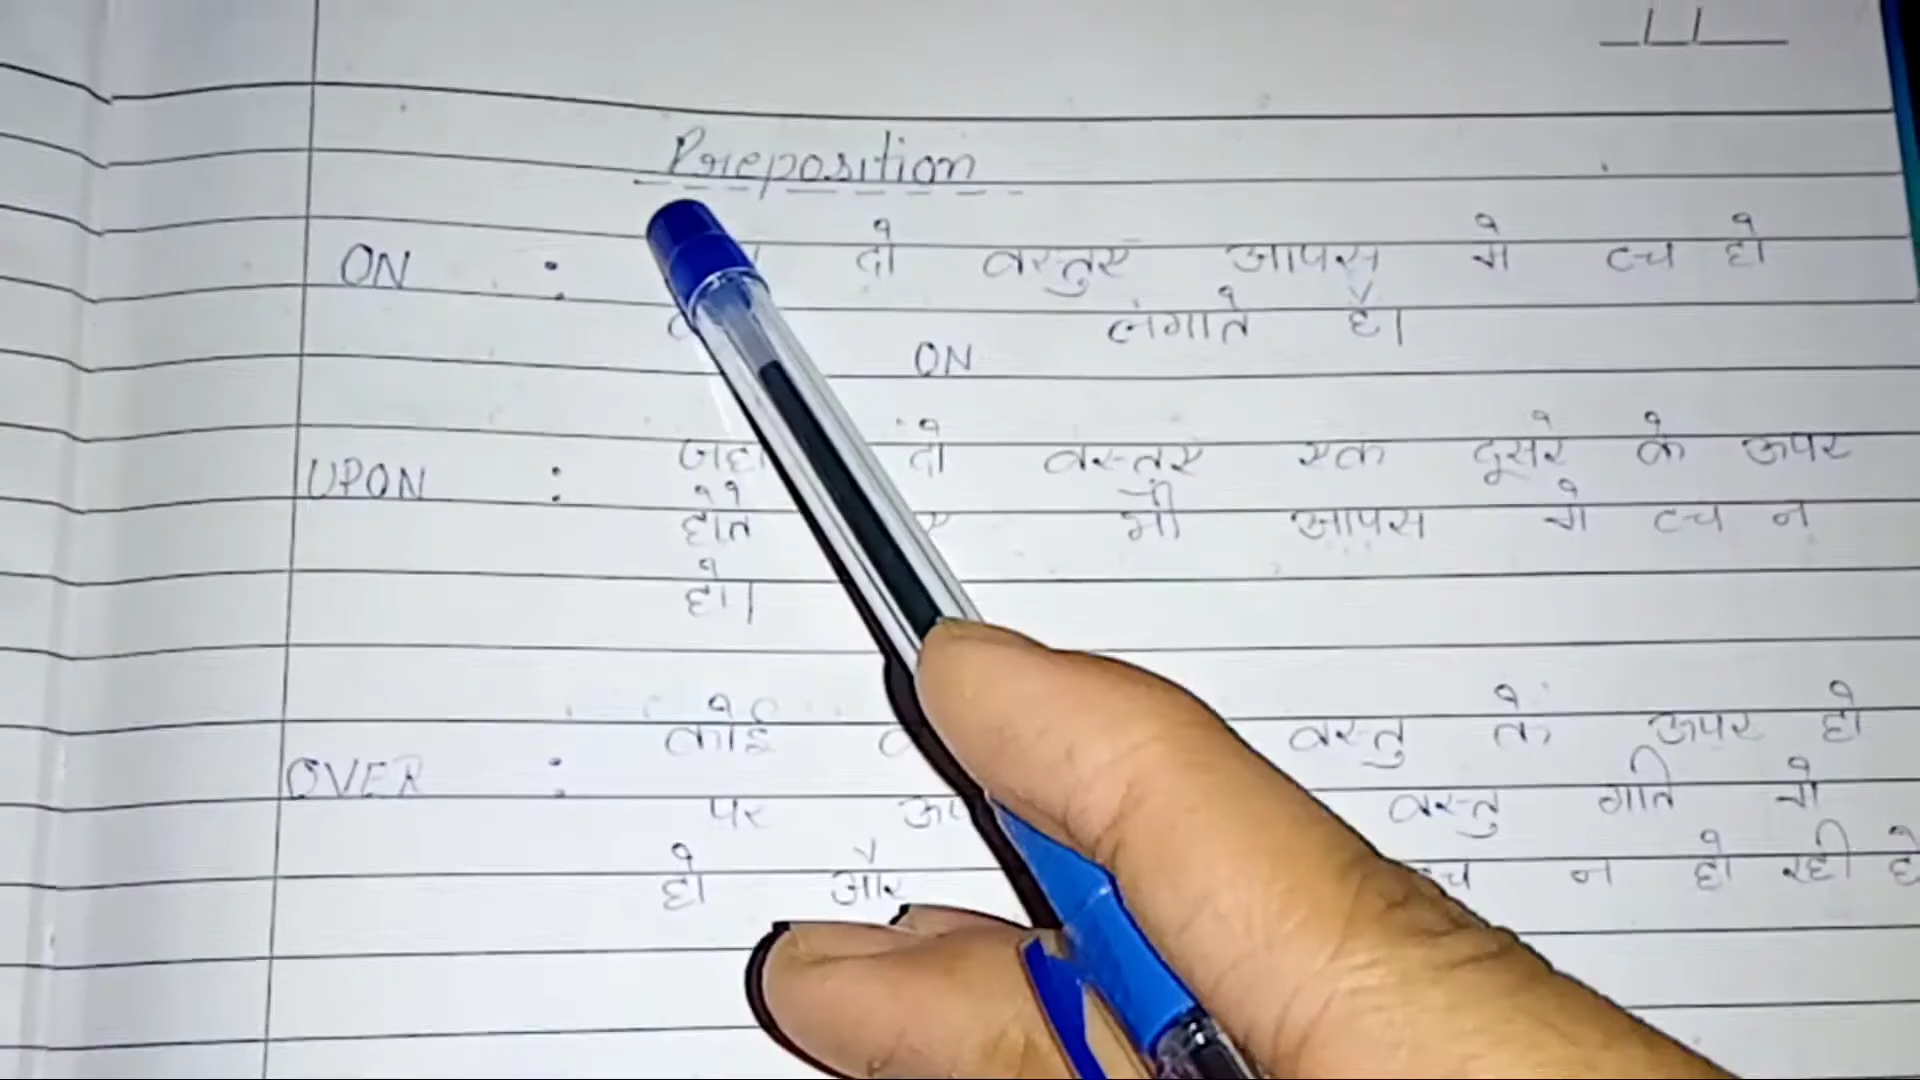 Preposition
ON : दो वस्तुए आपस मे टच हो
लगाते है।
ON
UPON : जहा दो वस्तुए एक दूसरे के ऊपर
होते भी आपस मे टच न
हो।
OVER : कोई वस्तु के ऊपर हो
पर वस्तु गति मे
हो और टच न हो रही हो